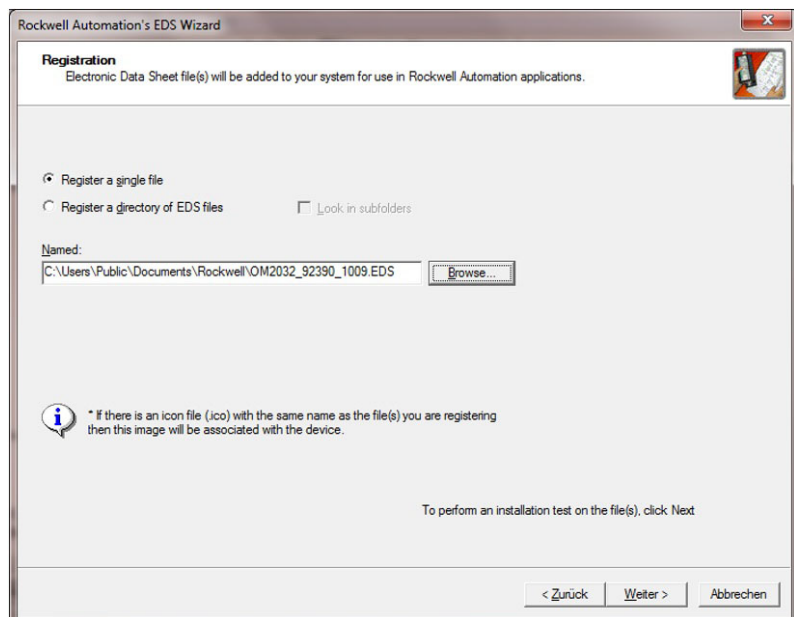 Rockwell Automation's EDS Wizard
Registration
Electronic Data Sheet file(s) will be added to your system for use in Rockwell Automation applications.
Register a single file
Register a directory of EDS files
Look in subfolders
Named:
C:\Users\Public\Documents\Rockwell\OM2032_92390_1009.EDS
Browse...
* If there is an icon file (.ico) with the same name as the file(s) you are registering
then this image will be associated with the device.
To perform an installation test on the file(s), click Next
< Zurück
Weiter >
Abbrechen